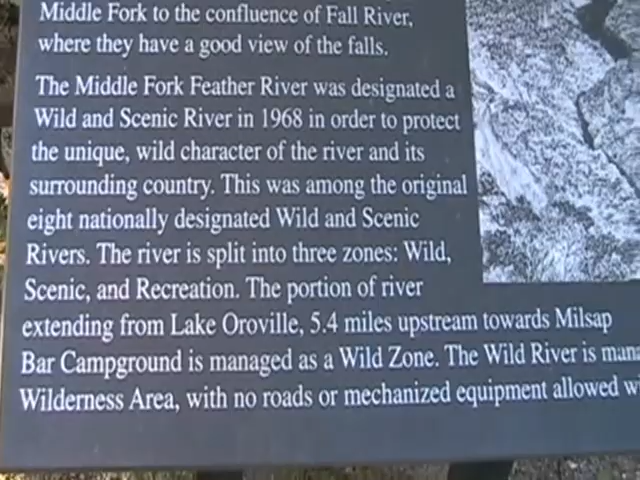 Middle Fork to the confluence of Fall River,
where they have a good view of the falls.
The Middle Fork Feather River was designated a
Wild and Scenic River in 1968 in order to protect
the unique, wild character of the river and its
surrounding country. This was among the original
eight nationally designated Wild and Scenic
Rivers. The river is split into three zones: Wild,
Scenic, and Recreation. The portion of river
extending from Lake Oroville, 5.4 miles upstream towards Milsap
Bar Campground is managed as a Wild Zone. The Wild River is
Wilderness Area, with no roads or mechanized equipment allowed